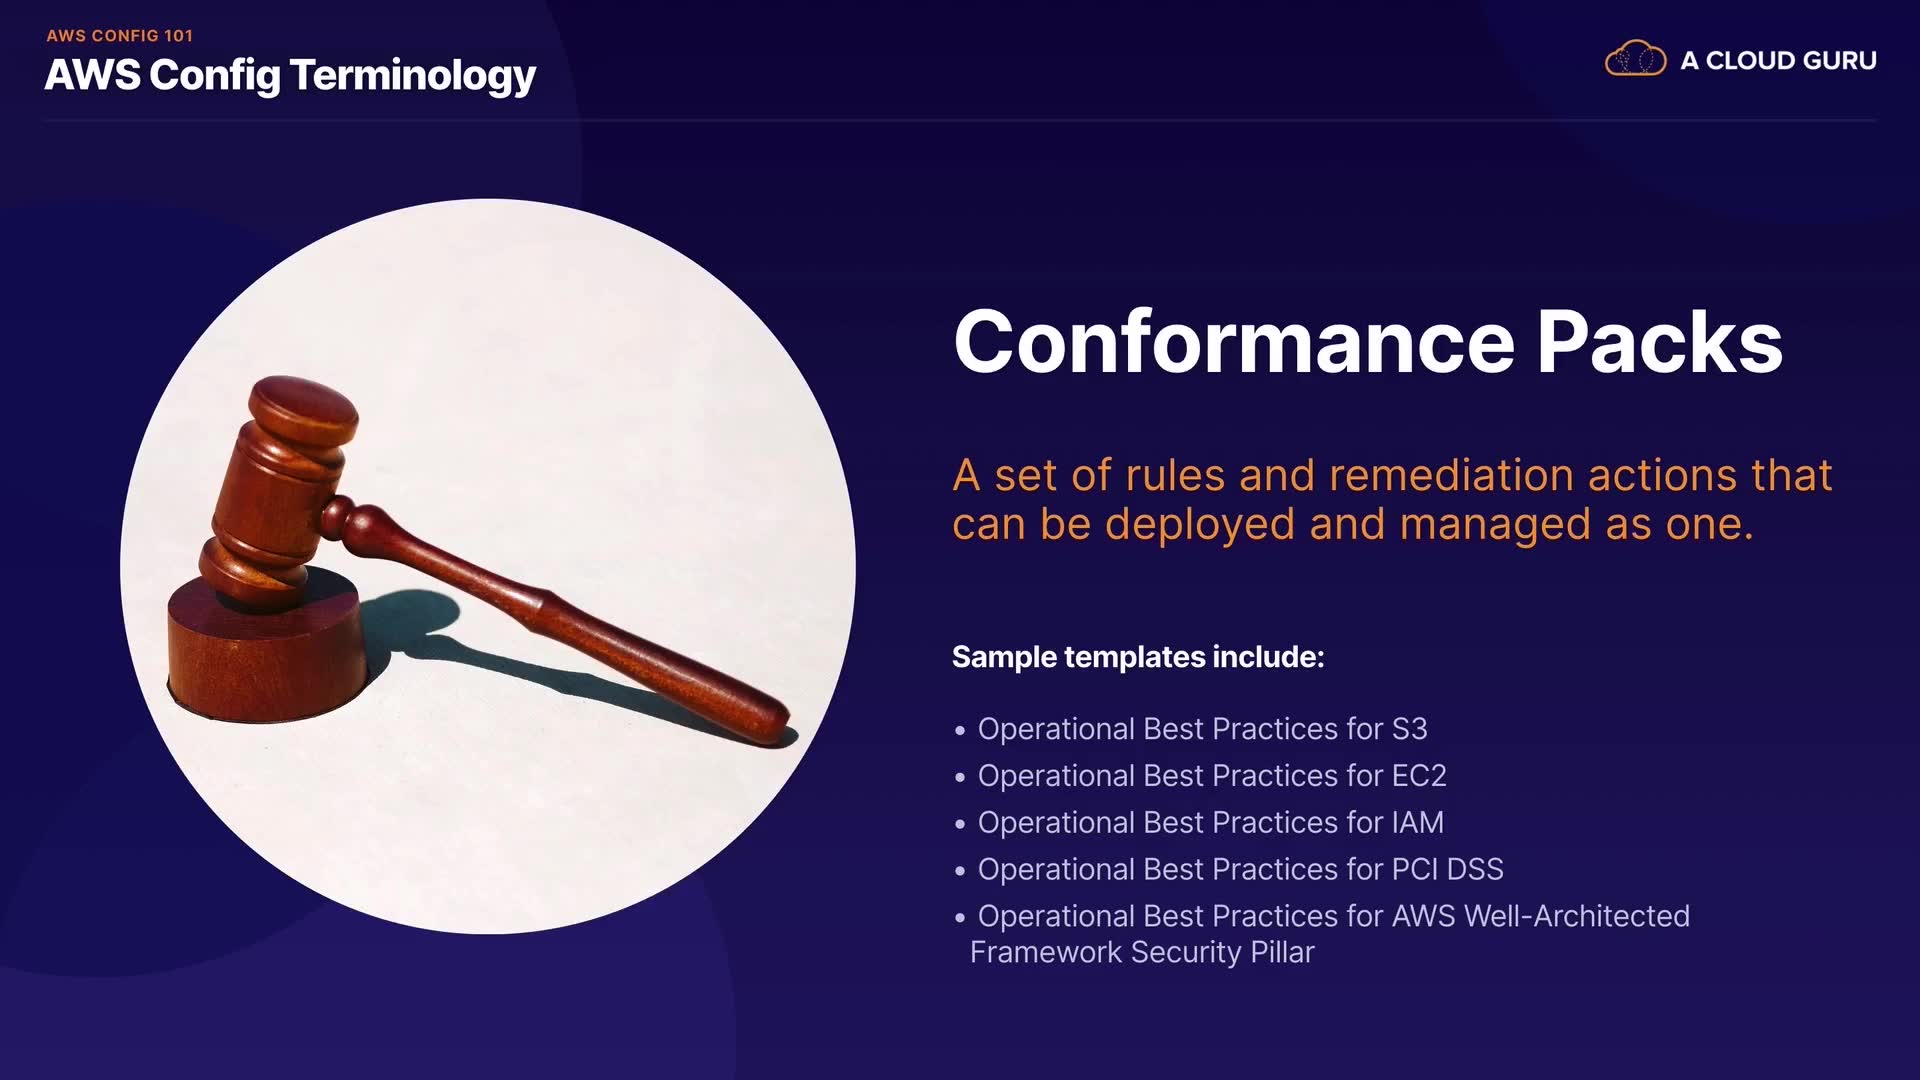 AWS CONFIG 101
AWS Config Terminology
A CLOUD GURU
Conformance Packs
A set of rules and remediation actions that
can be deployed and managed as one.
Sample templates include:
• Operational Best Practices for S3
• Operational Best Practices for EC2
• Operational Best Practices for IAM
• Operational Best Practices for PCI DSS
• Operational Best Practices for AWS Well-Architected
Framework Security Pillar